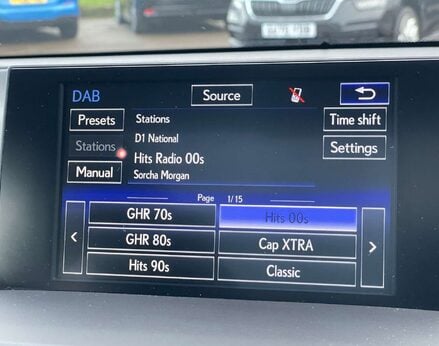 DAB
Source
Presets
Stations
Time shift
D1 National
Stations
Hits Radio 00s
Settings
Manual
Sorcha Morgan
Page 1/15
GHR 70s
Hits 00s
<
GHR 80s
Cap XTRA
>
Hits 90s
Classic